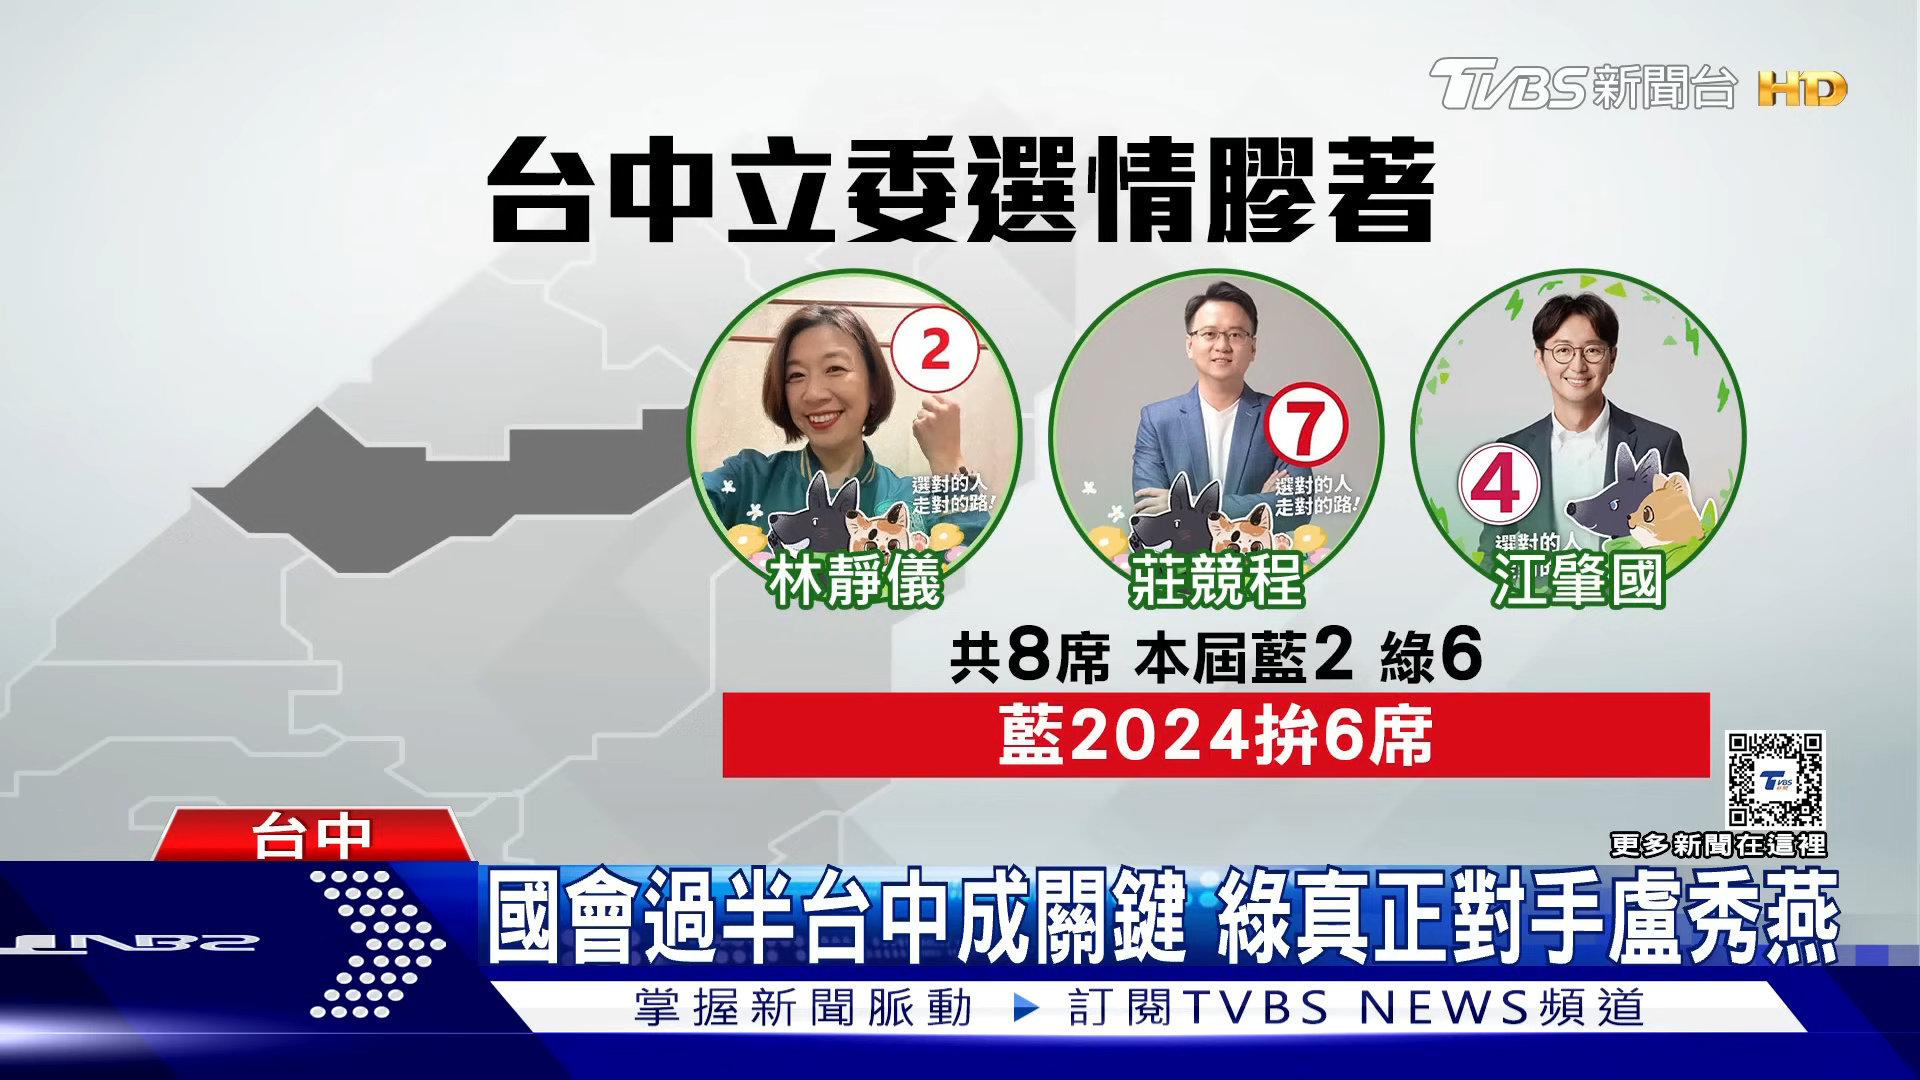 TVBS新聞台 HD
台中立委選情膠著
2
7
4
選對的人
走對的路!
選對的人
走對的路!
選對的人
林靜儀
莊競程
江肇國
共8席 本屆藍2 綠6
藍2024拚6席
TVBS
新聞
更多新聞在這裡
台中
國會過半台中成關鍵 綠真正對手盧秀燕
掌握新聞脈動 訂閱TVBS NEWS頻道